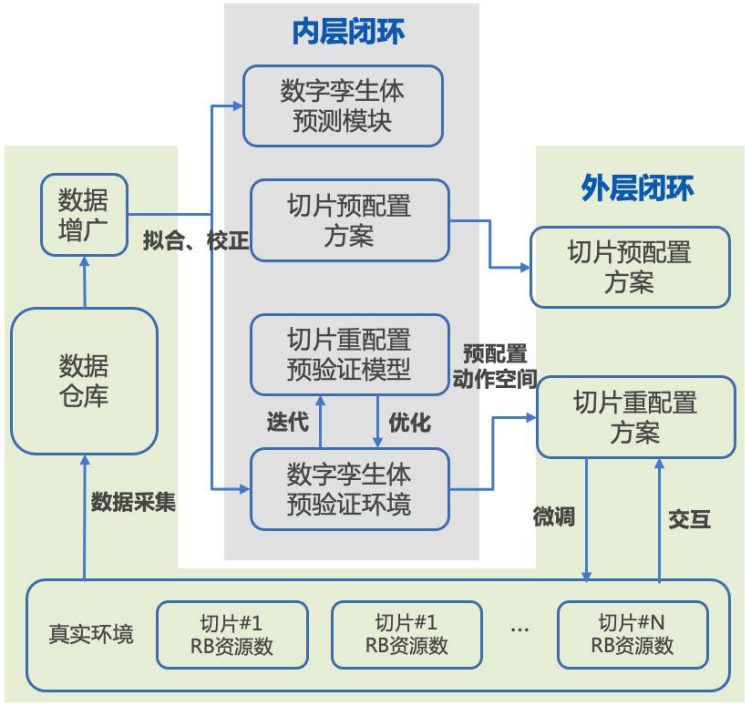 内层闭环
数字孪生体
预测模块
外层闭环
数据
增广
拟合、校正
切片预配置
方案
切片预配置
方案
数据
仓库
切片重配置
预验证模型
预配置
动作空间
切片重配置
方案
迭代
优化
数字孪生体
预验证环境
数据采集
微调
交互
真实环境
切片#1
RB资源数
切片#1
RB资源数
...
切片#N
RB资源数